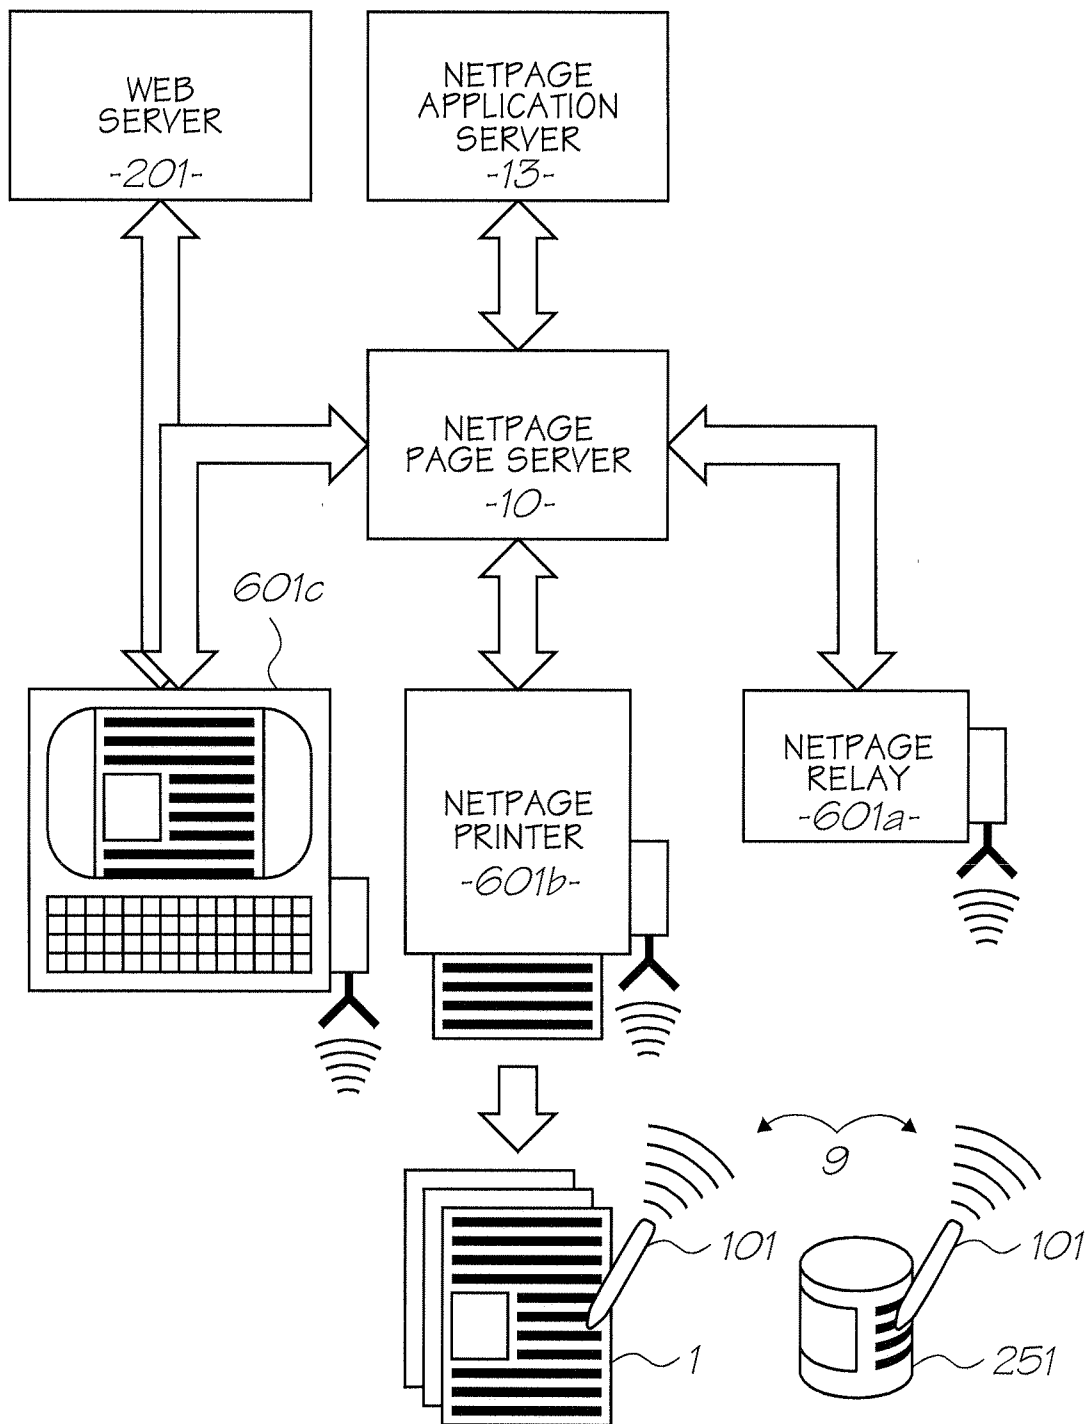 WEB
SERVER
-201-
NETPAGE
APPLICATION
SERVER
-13-
NETPAGE
PAGE SERVER
-10-
601c
NETPAGE
PRINTER
-601b-
NETPAGE
RELAY
-601a-
9
101
101
1
251